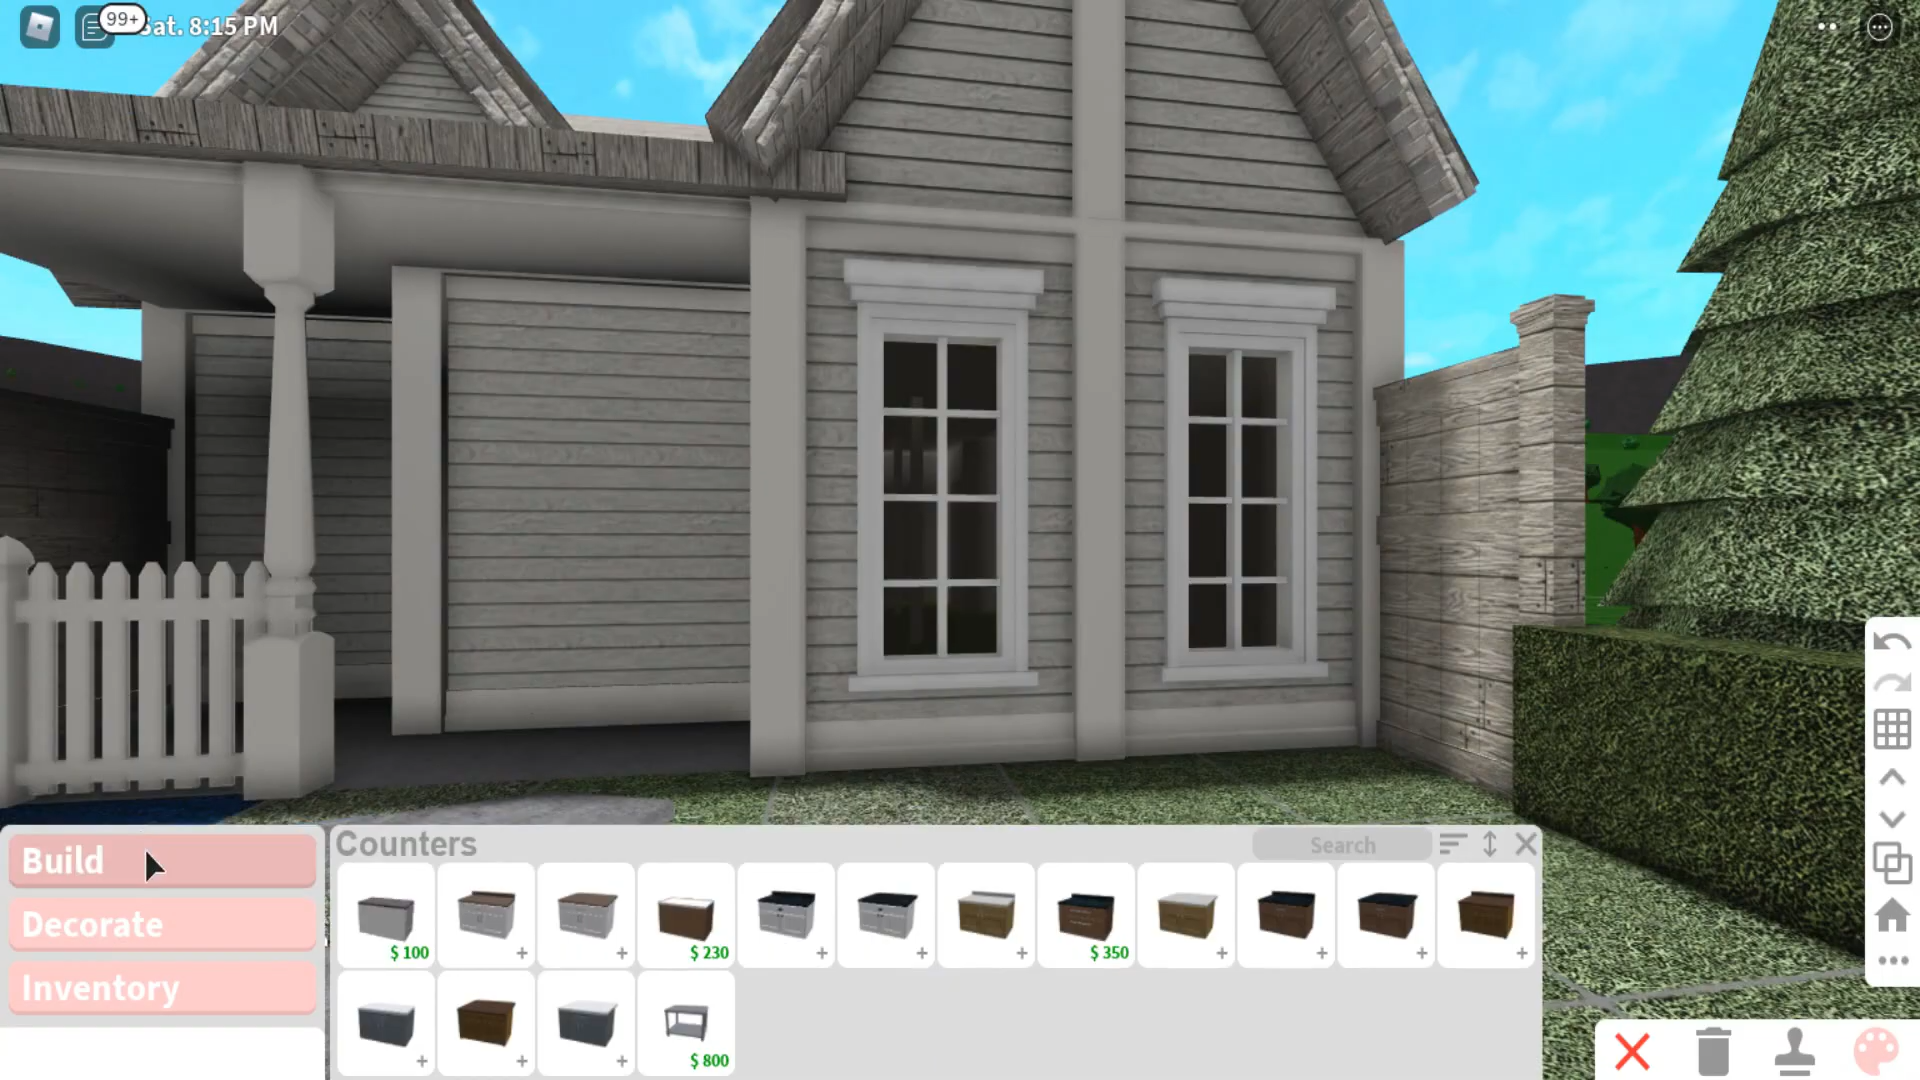 99+
Sat. 8:15 PM
Build
Decorate
Inventory
Counters
Search
$ 100
+
+
$ 230
+
+
+
$ 350
+
+
+
+
+
+
+
$ 800